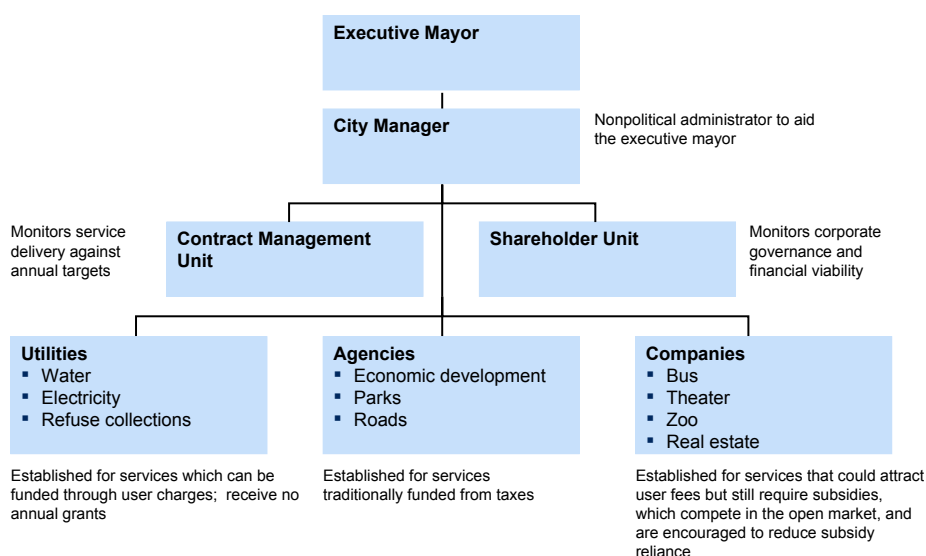 Executive Mayor
City Manager
Nonpolitical administrator to aid
the executive mayor
Monitors service
delivery against
annual targets
Contract Management
Unit
Shareholder Unit
Monitors corporate
governance and
financial viability
Utilities
▪ Water
▪ Electricity
▪ Refuse collections
Agencies
▪ Economic development
▪ Parks
▪ Roads
Companies
▪ Bus
▪ Theater
▪ Zoo
▪ Real estate
Established for services which can be
funded through user charges;  receive no
annual grants
Established for services
traditionally funded from taxes
Established for services that could attract
user fees but still require subsidies,
which compete in the open market, and
are encouraged to reduce subsidy
reliance